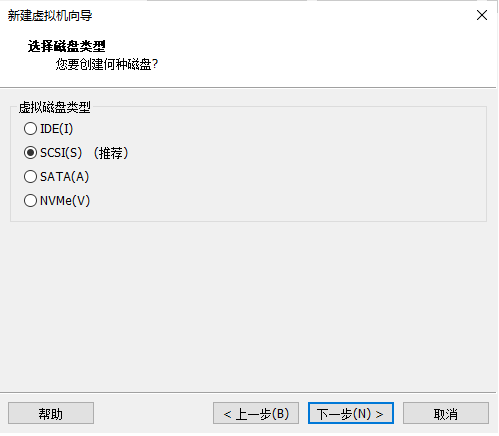 新建虚拟机向导
选择磁盘类型
您要创建何种磁盘?
虚拟磁盘类型
IDE(I)
SCSI(S) （推荐）
SATA(A)
NVMe(V)
帮助
< 上一步(B)
下一步(N) >
取消